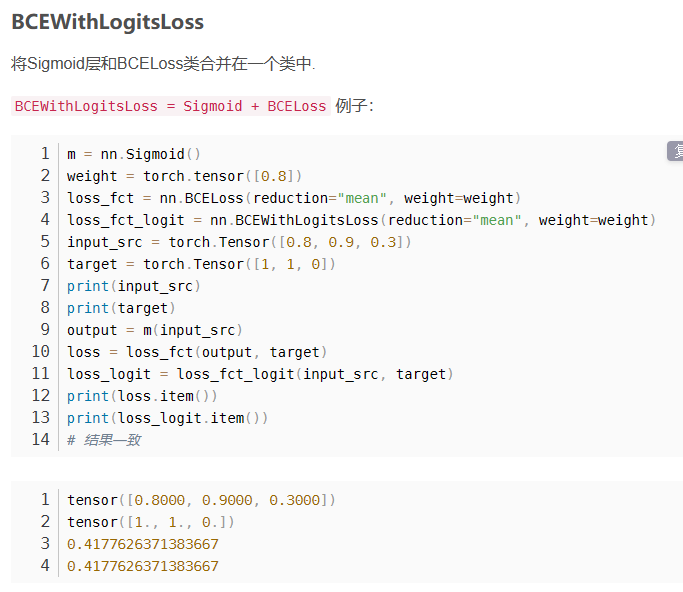 BCEWithLogitsLoss
将Sigmoid层和BCELoss类合并在一个类中.
BCEWithLogitsLoss = Sigmoid + BCELoss 例子：
1 m = nn.Sigmoid()
2 weight = torch.tensor([0.8])
3 loss_fct = nn.BCELoss(reduction="mean", weight=weight)
4 loss_fct_logit = nn.BCEWithLogitsLoss(reduction="mean", weight=weight)
5 input_src = torch.Tensor([0.8, 0.9, 0.3])
6 target = torch.Tensor([1, 1, 0])
7 print(input_src)
8 print(target)
9 output = m(input_src)
10 loss = loss_fct(output, target)
11 loss_logit = loss_fct_logit(input_src, target)
12 print(loss.item())
13 print(loss_logit.item())
14 # 结果一致
1 tensor([0.8000, 0.9000, 0.3000])
2 tensor([1., 1., 0.])
3 0.4177626371383667
4 0.4177626371383667